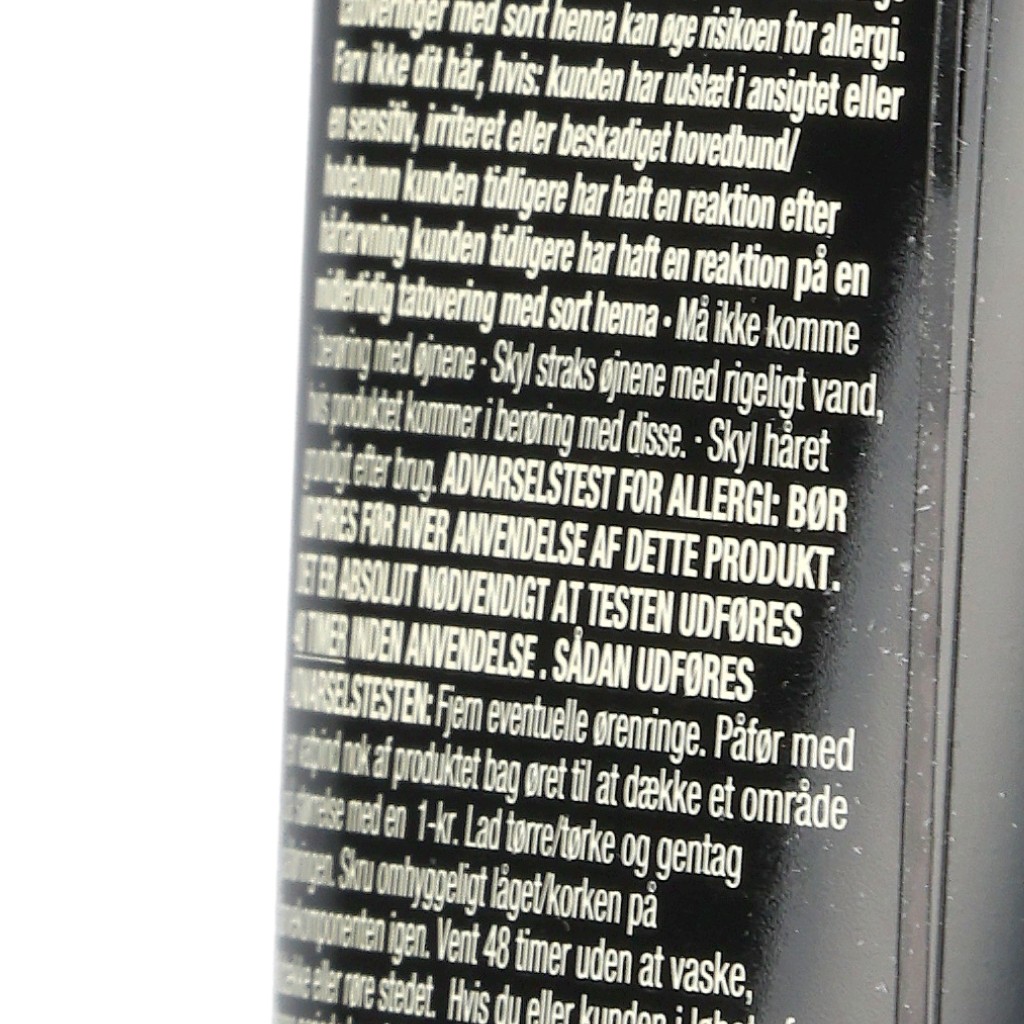 tatoveringer med sort henna kan øge risikoen for allergi.
Farv ikke dit hår, hvis: kunden har udslæt i ansigtet eller
en sensitiv, irriteret eller beskadiget hovedbund/
hodebunn kunden tidligere har haft en reaktion efter
hårfarvning kunden tidligere har haft en reaktion på en
midlertidig tatovering med sort henna • Må ikke komme
i berøring med øjnene • Skyl straks øjnene med rigeligt vand,
hvis produktet kommer i berøring med disse. • Skyl håret
grundigt efter brug. ADVARSELSTEST FOR ALLERGI: BØR
UDFØRES FØR HVER ANVENDELSE AF DETTE PRODUKT.
DET ER ABSOLUT NØDVENDIGT AT TESTEN UDFØRES
TIMER INDEN ANVENDELSE. SÅDAN UDFØRES
ADVARSELSTESTEN: Fjern eventuelle ørenringe. Påfør med
nok af produktet bag øret til at dække et område
størrelse med en 1-kr. Lad tørre/tørke og gentag
Skru omhyggeligt låget/korken på
igen. Vent 48 timer uden at vaske,
eller røre stedet. Hvis du eller kunden i